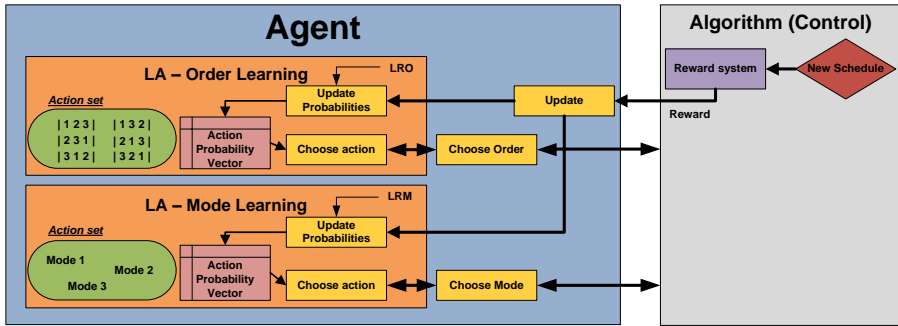 Agent
Algorithm (Control)
LA – Order Learning
LRO
Reward system
New Schedule
Action set
Update
Probabilities
Update
Reward
| 1 2 3 | | 1 3 2 |
| 2 3 1 | | 2 1 3 |
| 3 1 2 | | 3 2 1 |
Action
Probability
Vector
Choose action
Choose Order
LA – Mode Learning
LRM
Action set
Update
Probabilities
Mode 1
Mode 2
Mode 3
Action
Probability
Vector
Choose action
Choose Mode